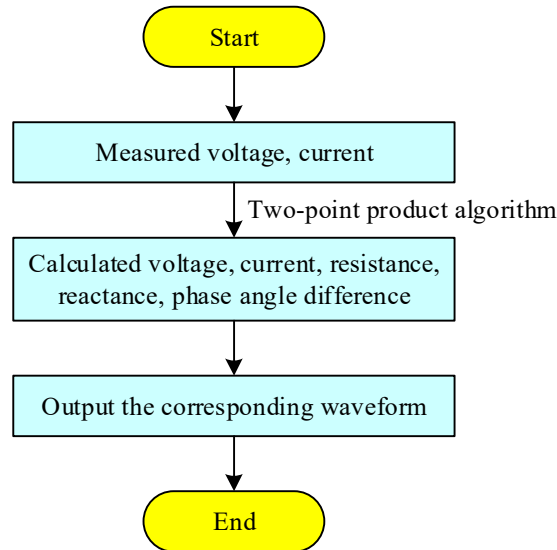 Start
Measured voltage, current
Two-point product algorithm
Calculated voltage, current, resistance,
reactance, phase angle difference
Output the corresponding waveform
End